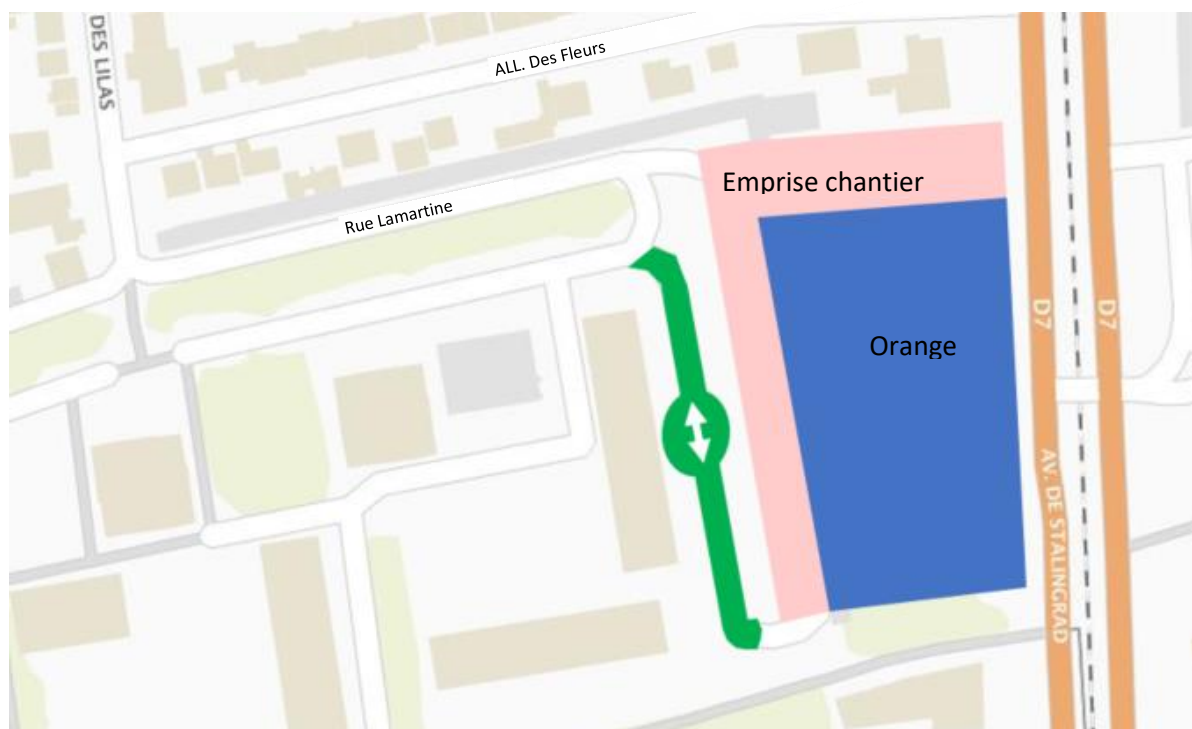 DES LILAS
ALL. Des Fleurs
Emprise chantier
Rue Lamartine
D7
D7
Orange
AV. DE STALINGRAD